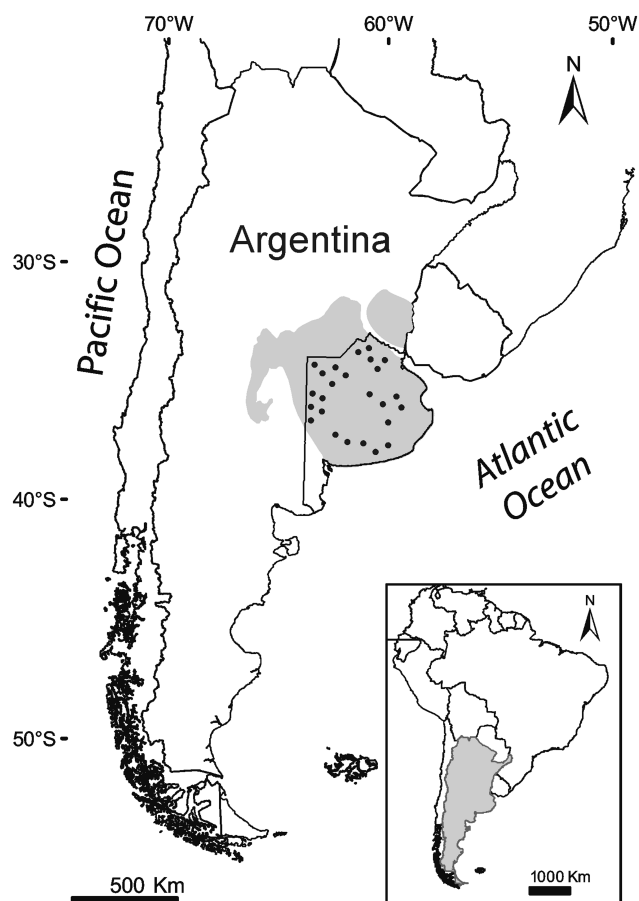 70°W 60°W 50°W
N
Pacific Ocean
Argentina
30°S
Atlantic
Ocean
40°S
N
50°S
500 Km
1000 Km